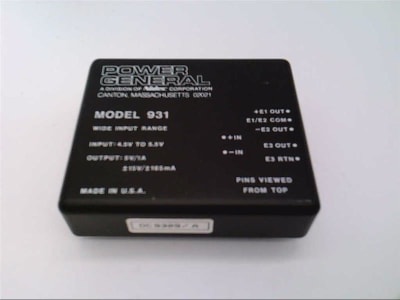 POWER
GENERAL
A DIVISION OF CORPORATION
CANTON, MASSACHUSETTS 02021
MODEL 931
WIDE INPUT RANGE
INPUT: 4.5V TO 5.5V
OUTPUT: 5V/1A
±15V/±165mA
MADE IN U.S.A.
+E1 OUT
E1/E2 COM
-E2 OUT
+IN
-IN
E3 OUT
E3 RTN
PINS VIEWED
FROM TOP